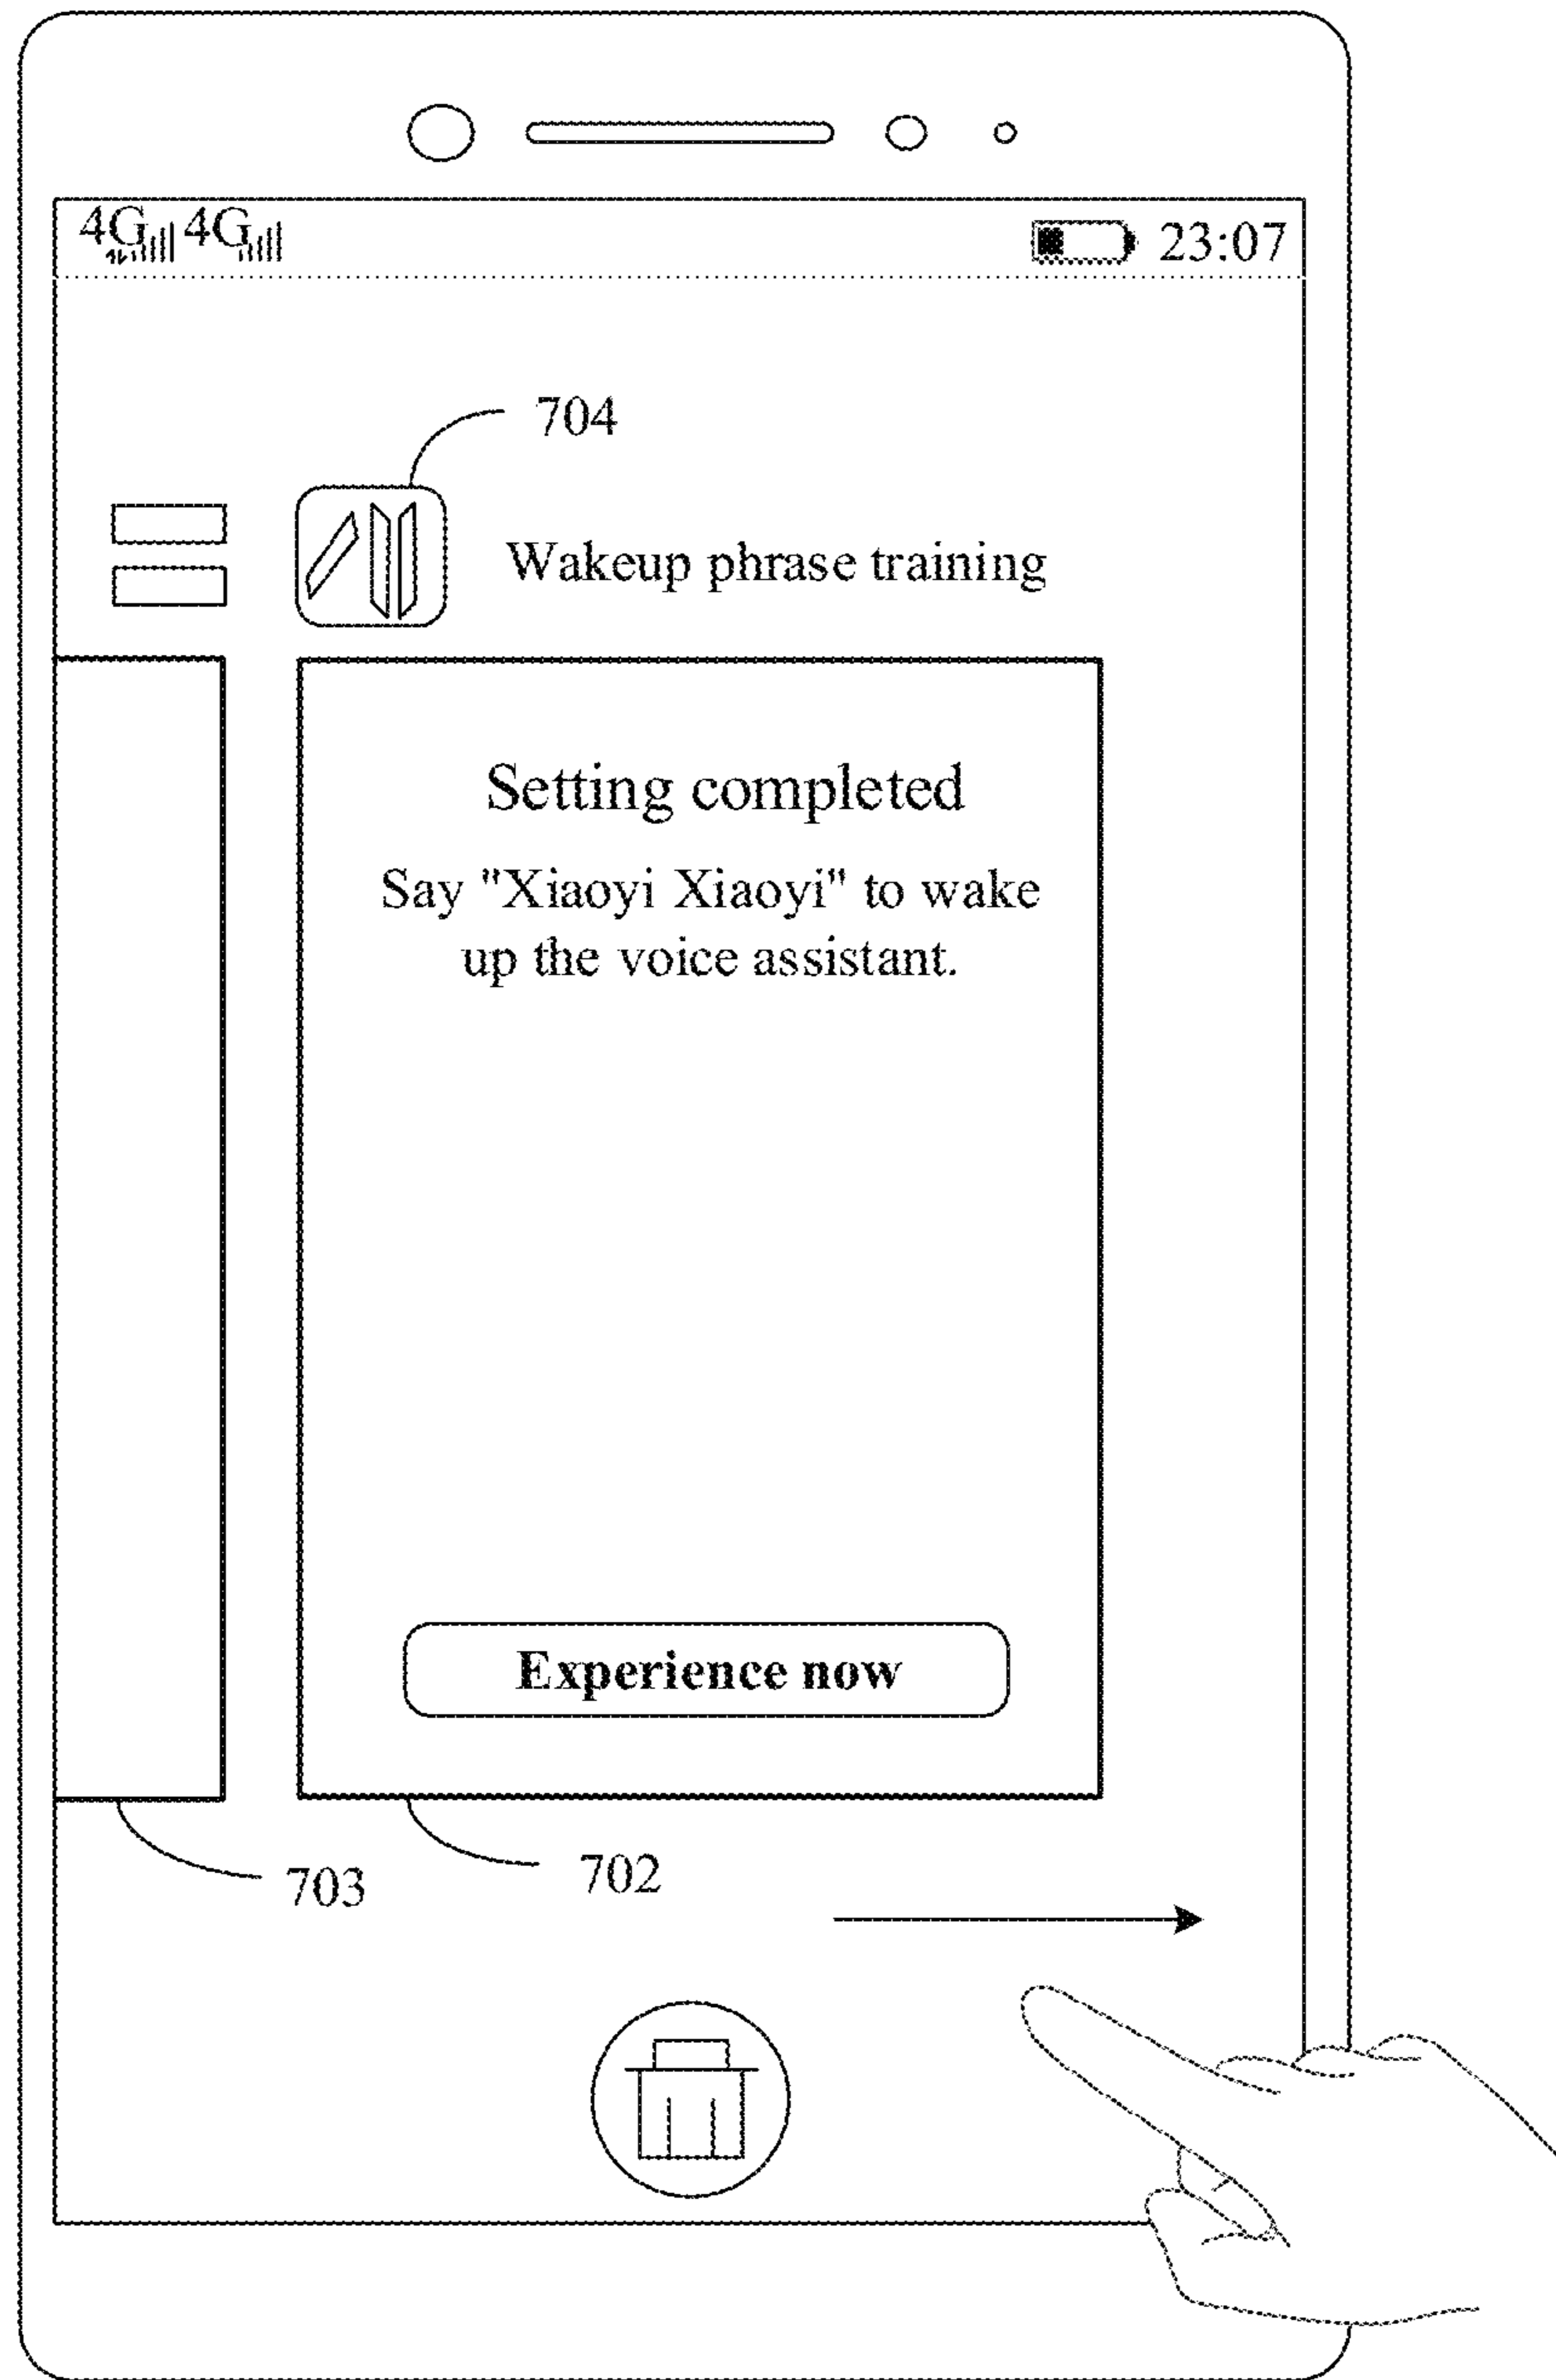 4G 4G 23:07
704
Wakeup phrase training
Setting completed
Say "Xiaoyi Xiaoyi" to wake
up the voice assistant.
Experience now
703
702